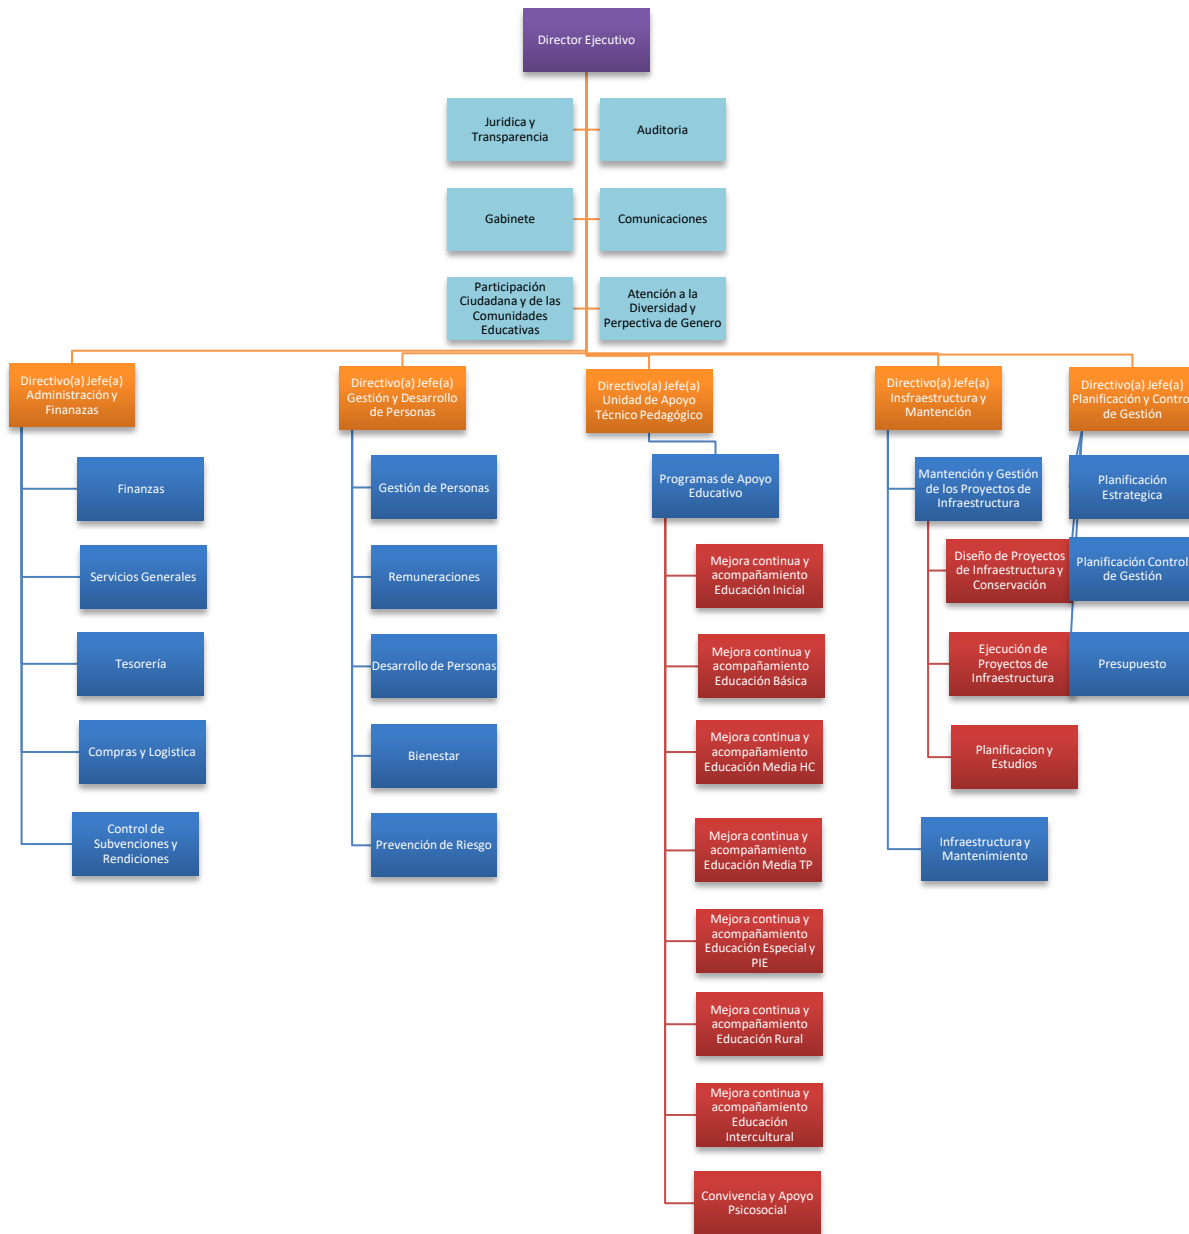 Director Ejecutivo
Juridica y
Transparencia
Auditoria
Gabinete
Comunicaciones
Participación
Ciudadana y de las
Comunidades
Educativas
Atención a la
Diversidad y
Perpectiva de Genero
Directivo(a) Jefe(a)
Administración y
Finanazas
Directivo(a) Jefe(a)
Gestión y Desarrollo
de Personas
Directivo(a) Jefe(a)
Unidad de Apoyo
Técnico Pedagógico
Directivo(a) Jefe(a)
Insfraestructura y
Mantención
Directivo(a) Jefe(a)
Planificación y Control
de Gestión
Finanzas
Servicios Generales
Tesorería
Compras y Logistica
Control de
Subvenciones y
Rendiciones
Gestión de Personas
Remuneraciones
Desarrollo de Personas
Bienestar
Prevención de Riesgo
Programas de Apoyo
Educativo
Mejora continua y
acompañamiento
Educación Inicial
Mejora continua y
acompañamiento
Educación Básica
Mejora continua y
acompañamiento
Educación Media HC
Mejora continua y
acompañamiento
Educación Media TP
Mejora continua y
acompañamiento
Educación Especial y
PIE
Mejora continua y
acompañamiento
Educación Rural
Mejora continua y
acompañamiento
Educación
Intercultural
Convivencia y Apoyo
Psicosocial
Mantención y Gestión
de los Proyectos de
Infraestructura
Diseño de Proyectos
de Infraestructura y
Conservación
Ejecución de
Proyectos de
Infraestructura
Planificacion y
Estudios
Infraestructura y
Mantenimiento
Planificación
Estrategica
Planificación Control
de Gestión
Presupuesto